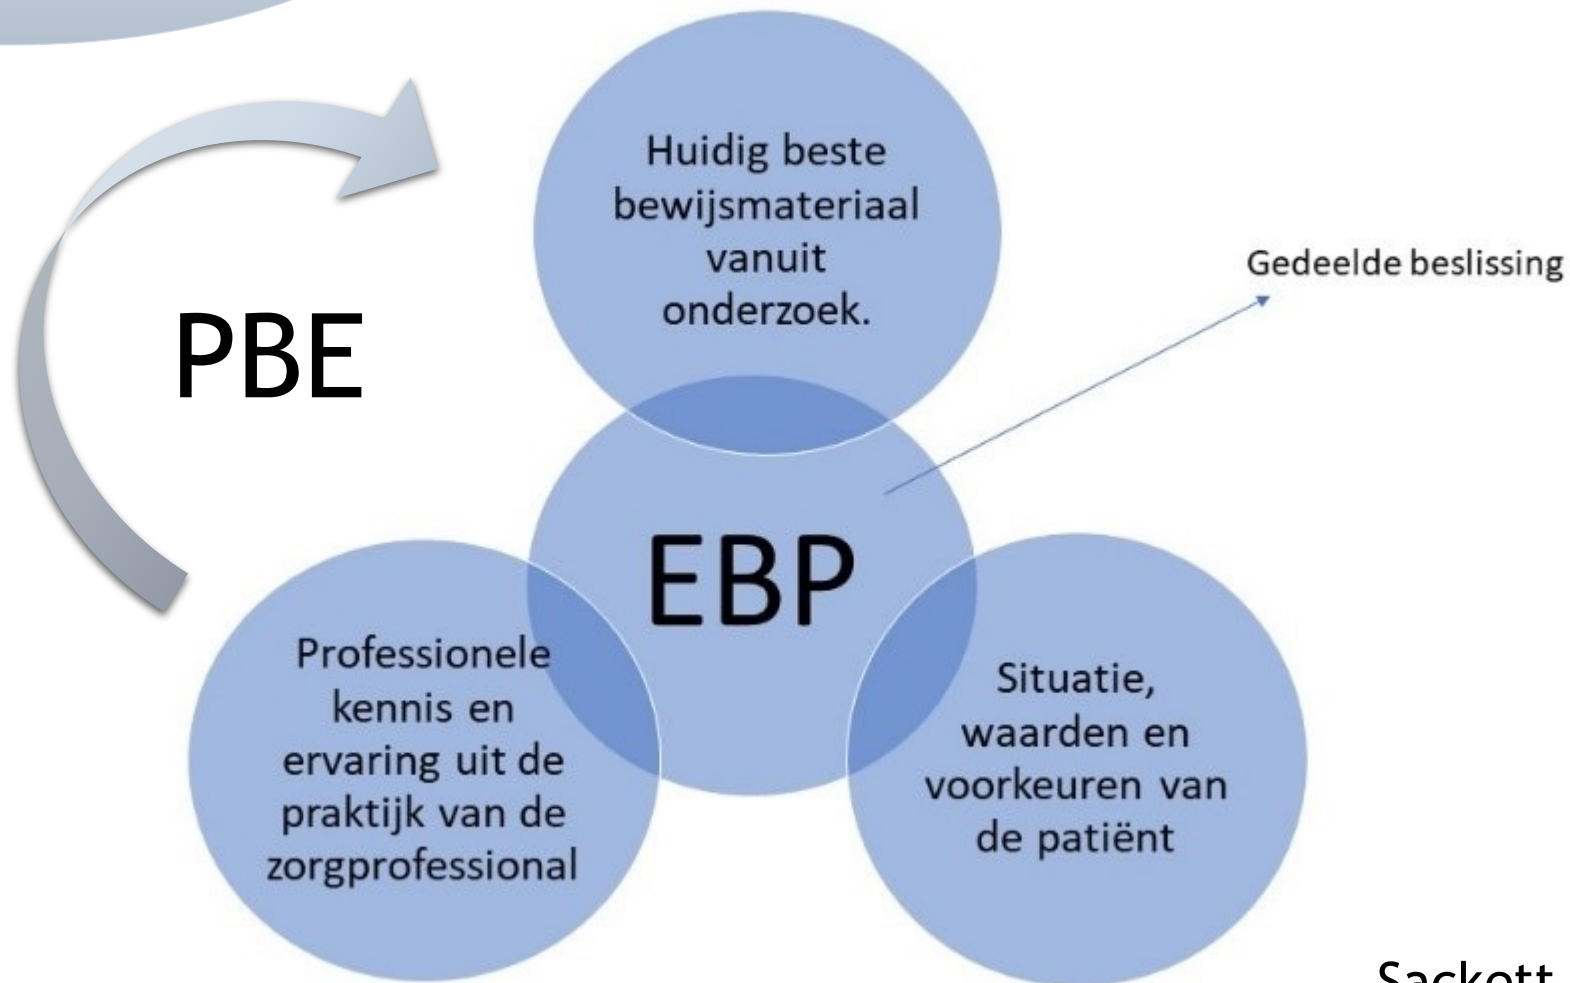 Huidig beste
bewijsmateriaal
vanuit
onderzoek.
Gedeelde beslissing
PBE
EBP
Professionele
kennis en
ervaring uit de
praktijk van de
zorgprofessional
Situatie,
waarden en
voorkeuren van
de patiënt
Sackett